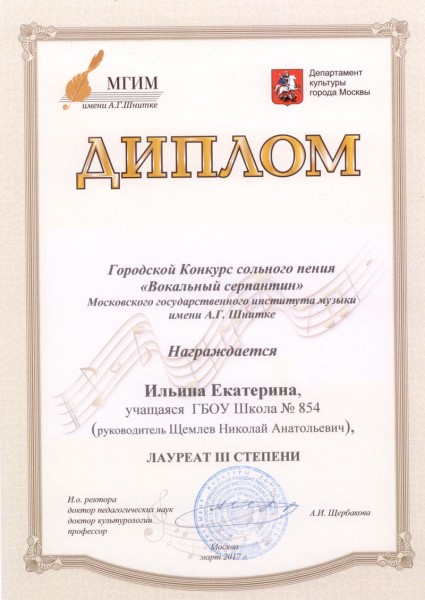 МГИМ
имени А.Г.Шнитке
Департамент
культуры
города Москвы
ДИПЛОМ
Городской Конкурс сольного пения
«Вокальный серпантин»
Московского государственного института музыки
имени А.Г. Шнитке
Награждается
Ильина Екатерина,
учащаяся ГБОУ Школа № 854
(руководитель Щемлев Николай Анатольевич),
ЛАУРЕАТ III СТЕПЕНИ
И.о. ректора
доктор педагогических наук
доктор культурологии
профессор
А.И. Щербакова
Москва
март 2017 г.